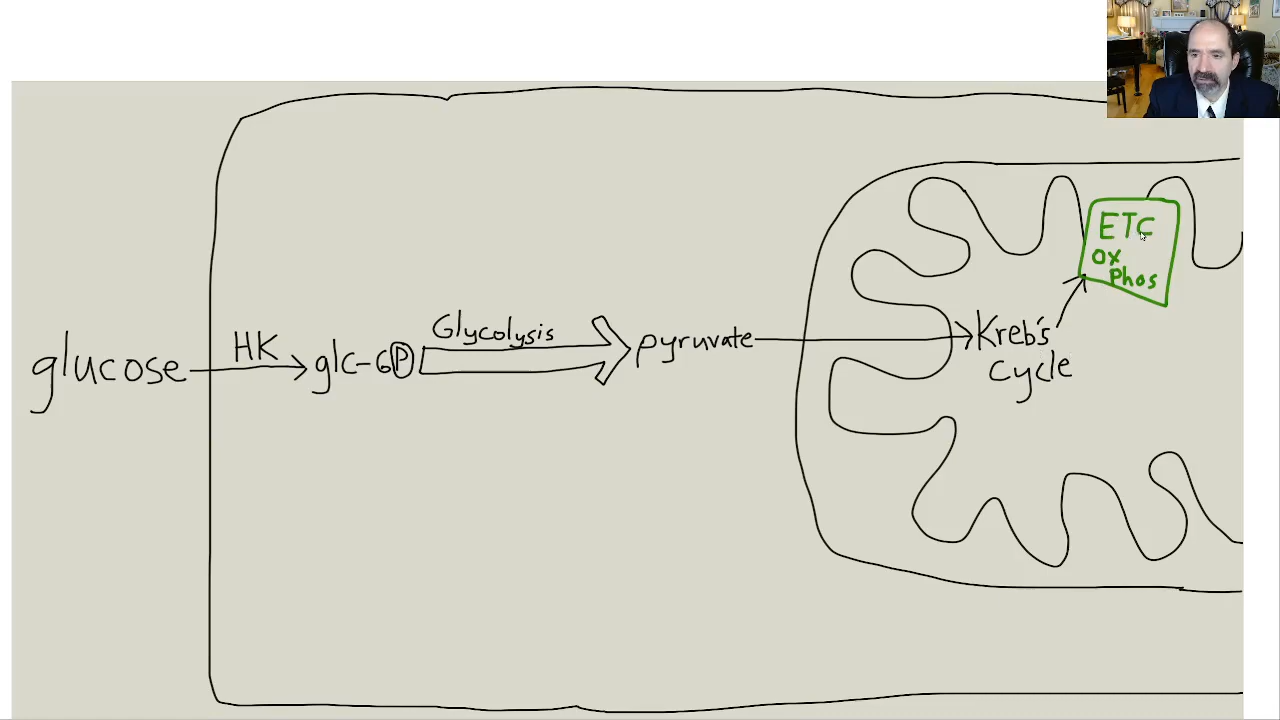 glucose
HK
glc-6P
Glycolysis
pyruvate
Kreb's
Cycle
ETC
Ox
Phos